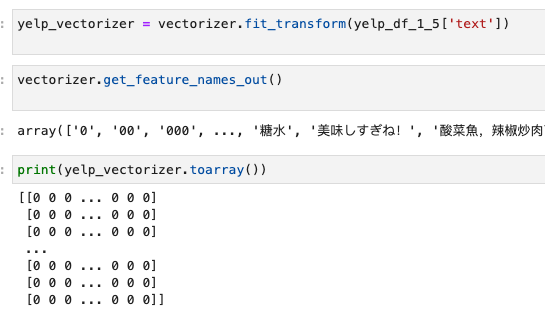 : yelp_vectorizer = vectorizer.fit_transform(yelp_df_1_5['text'])
: vectorizer.get_feature_names_out()
: array(['0', '00', '000', ..., '糖水', '美味しすぎね！', '酸菜魚，辣椒炒肉
: print(yelp_vectorizer.toarray())
[[0 0 0 ... 0 0 0]
[0 0 0 ... 0 0 0]
[0 0 0 ... 0 0 0]
...
[0 0 0 ... 0 0 0]
[0 0 0 ... 0 0 0]
[0 0 0 ... 0 0 0]]